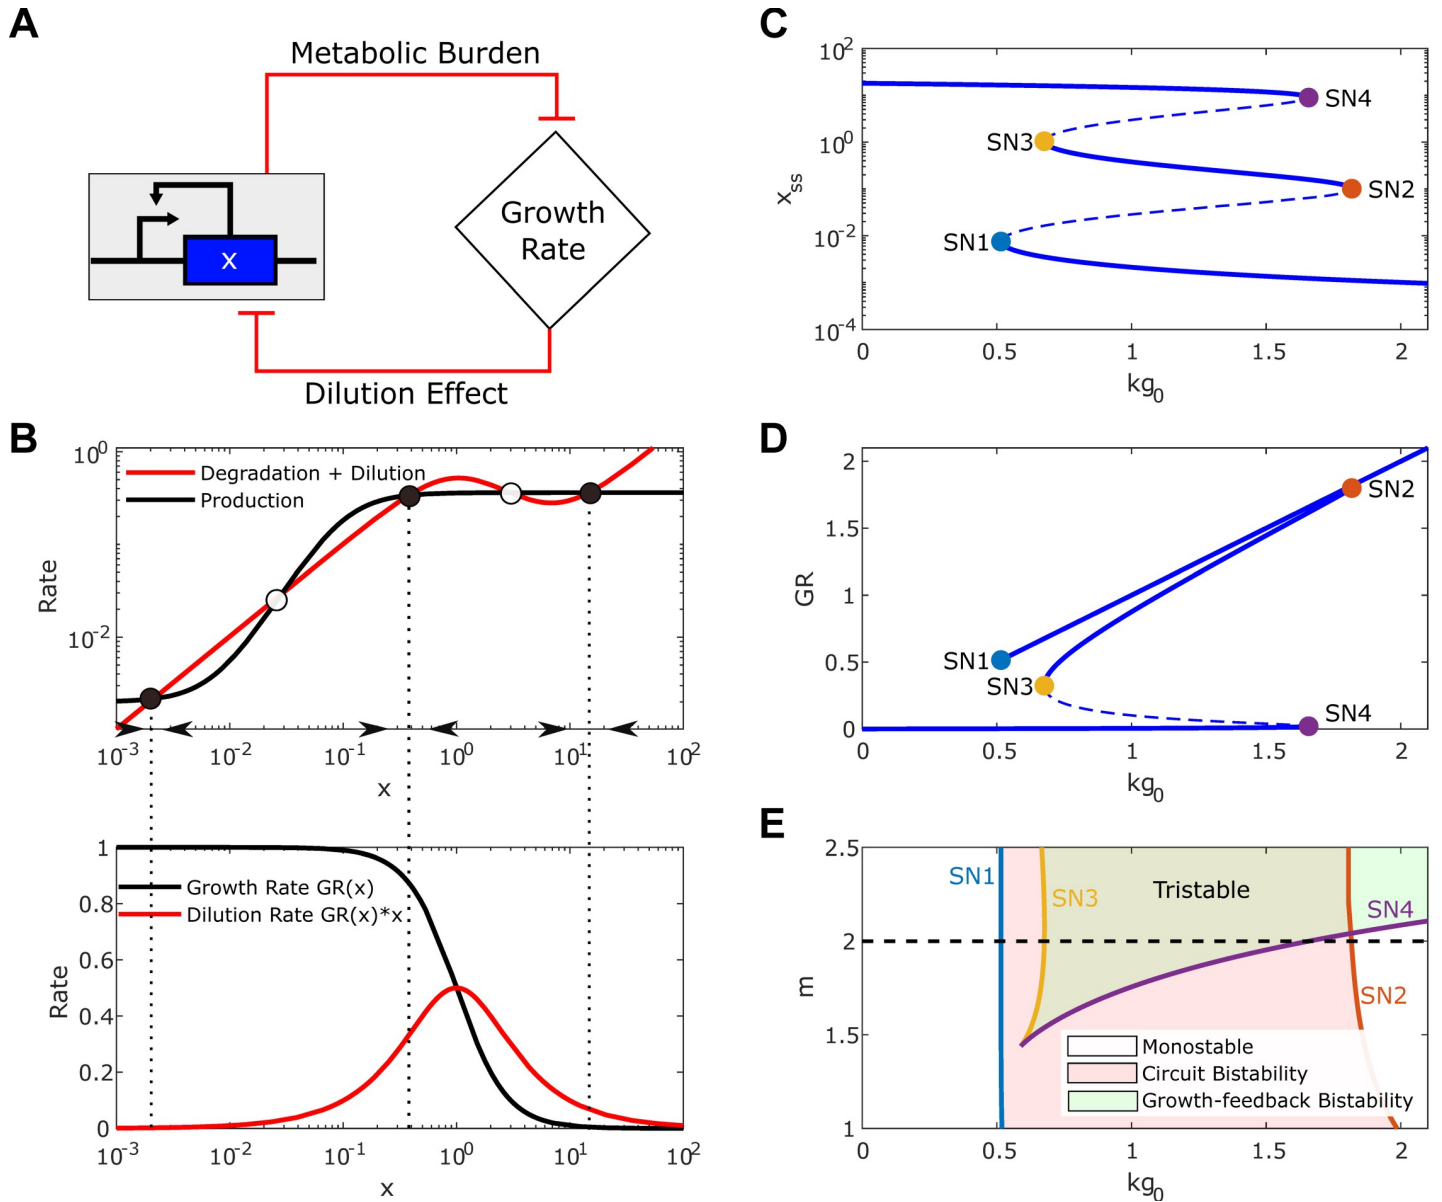 A
Metabolic Burden
x
Growth
Rate
Dilution Effect
B
10^0
Degradation + Dilution
Production
Rate
10^-2
10^-3 10^-2 10^-1 10^0 10^1 10^2
x
1
Growth Rate GR(x)
Dilution Rate GR(x)*x
0.8
0.6
Rate
0.4
0.2
0
10^-3 10^-2 10^-1 10^0 10^1 10^2
x
C
10^2
SN4
10^0
SN3
x_ss
SN2
10^-2
SN1
10^-4
0 0.5 1 1.5 2
kg_0
D
2
SN2
1.5
GR
1
SN1
0.5
SN3
SN4
0
0 0.5 1 1.5 2
kg_0
E
2.5
SN1
SN3
Tristable
SN4
2
m
SN2
1.5
Monostable
Circuit Bistability
Growth-feedback Bistability
1
0 0.5 1 1.5 2
kg_0